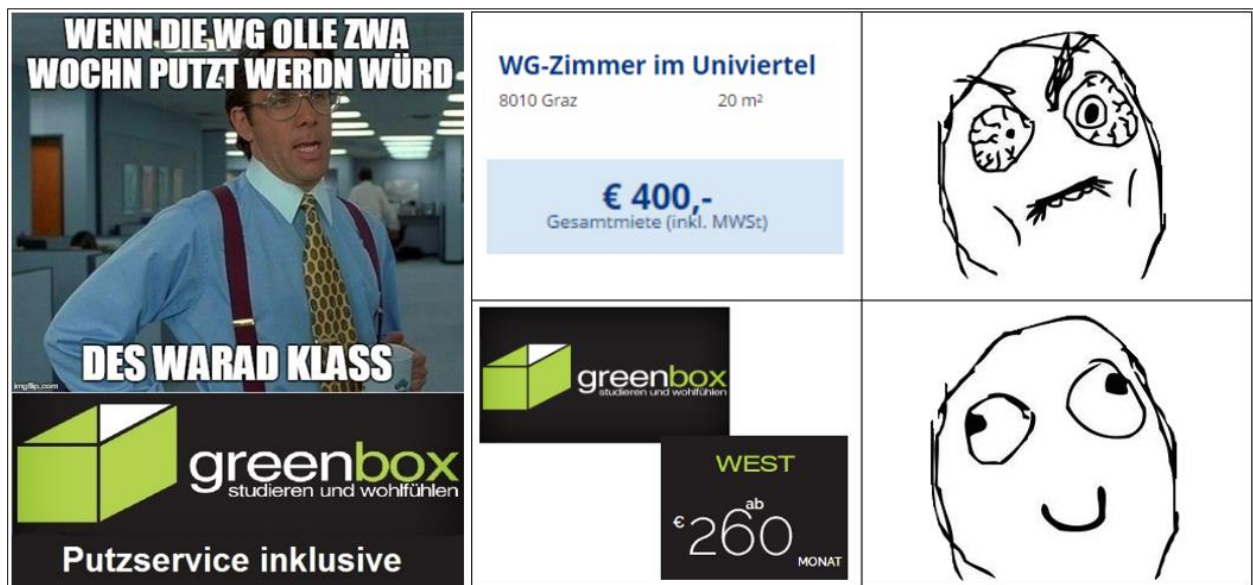 WENN DIE WG OLLE ZWA
WOCHN PUTZT WERDN WÜRD
DES WARAD KLASS
imgflip.com
greenbox
studieren und wohlfühlen
Putzservice inklusive
WG-Zimmer im Univiertel
8010 Graz 20 m²
€ 400,-
Gesamtmiete (inkl. MWSt)
greenbox
studieren und wohlfühlen
WEST
ab
€ 260
MONAT